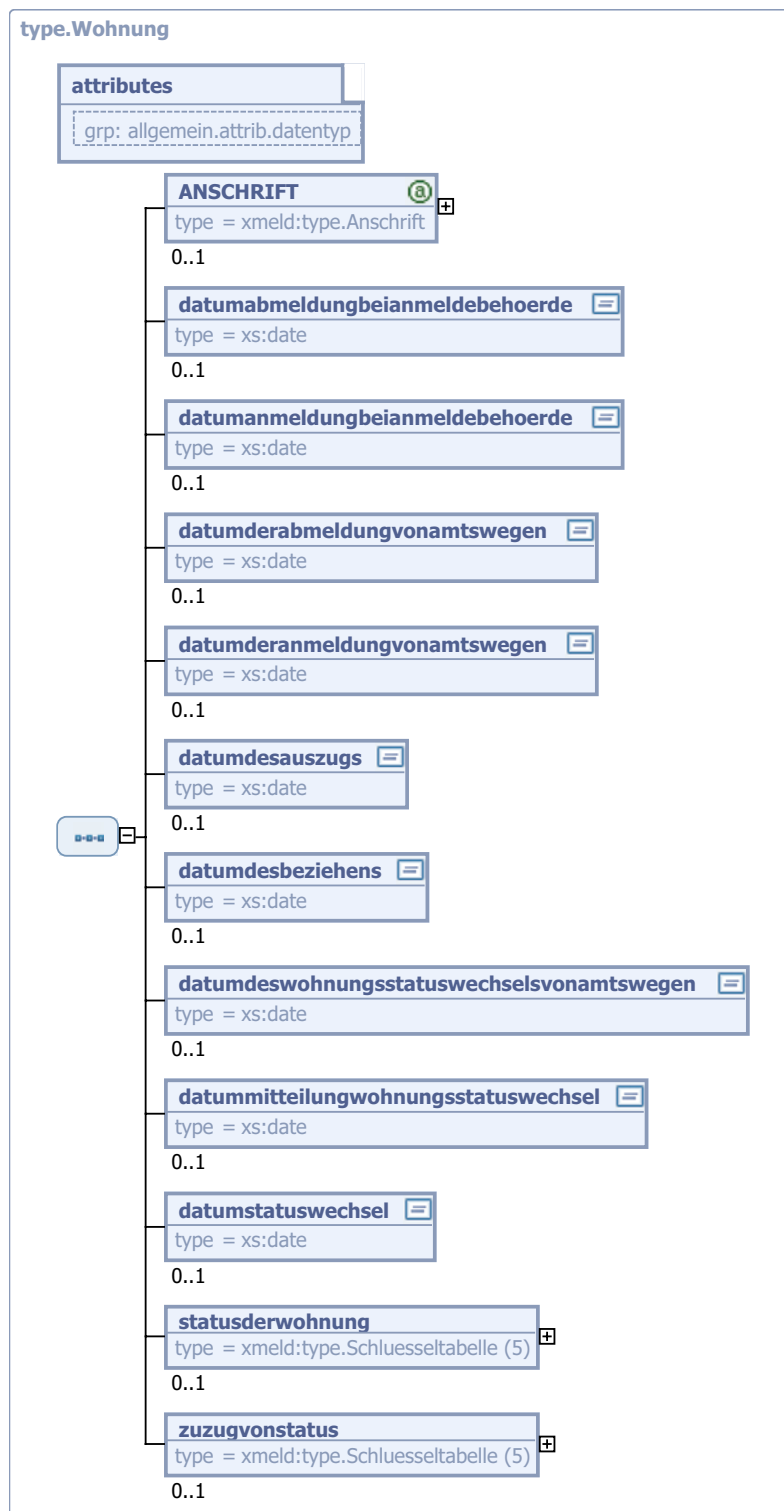 type.Wohnung
attributes
grp: allgemein.attrib.datentyp
ANSCHRIFT
type = xmeld:type.Anschrift
0..1
datumabmeldungbeianmeldebehoerde
type = xs:date
0..1
datumanmeldungbeianmeldebehoerde
type = xs:date
0..1
datumderabmeldungvonamtswegen
type = xs:date
0..1
datumderanmeldungvonamtswegen
type = xs:date
0..1
datumdesauszugs
type = xs:date
0..1
datumdesbeziehens
type = xs:date
0..1
datumdeswohnungsstatuswechselsvonamtswegen
type = xs:date
0..1
datummitteilungwohnungsstatuswechsel
type = xs:date
0..1
datumstatuswechsel
type = xs:date
0..1
statusderwohnung
type = xmeld:type.Schluesseltabelle (5)
0..1
zuzugvonstatus
type = xmeld:type.Schluesseltabelle (5)
0..1